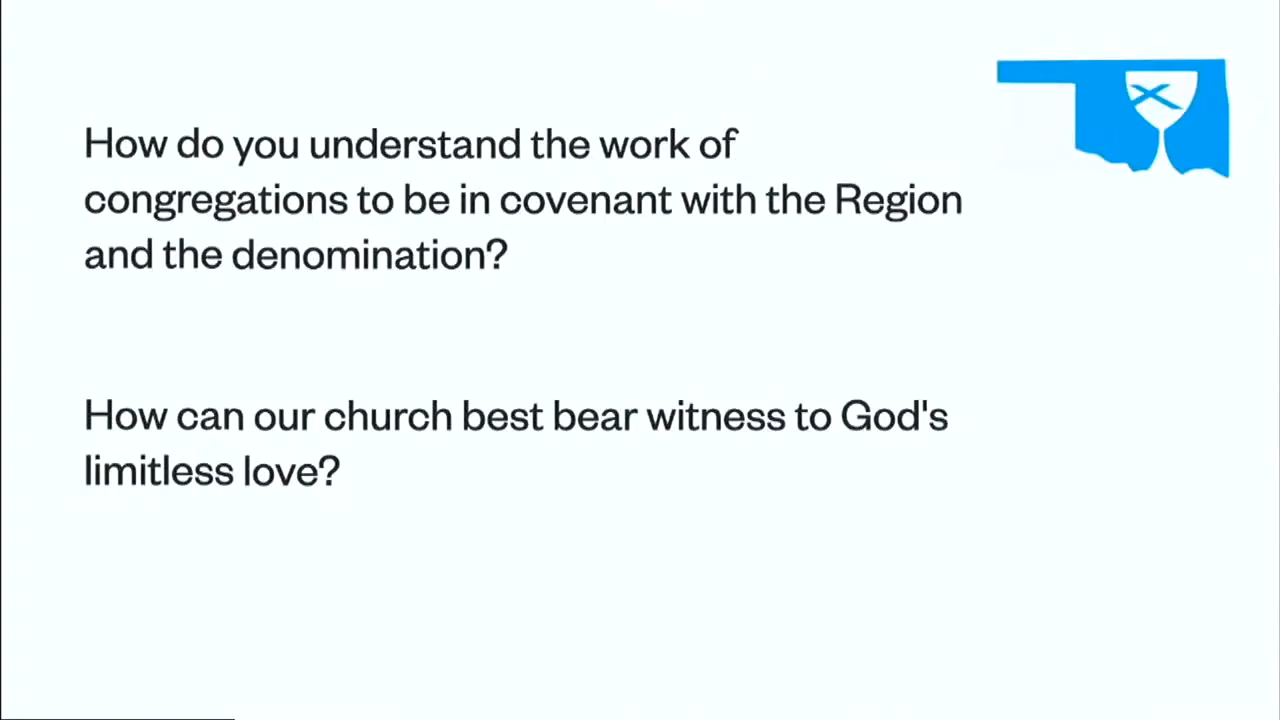 How do you understand the work of
congregations to be in covenant with the Region
and the denomination?
How can our church best bear witness to God's
limitless love?